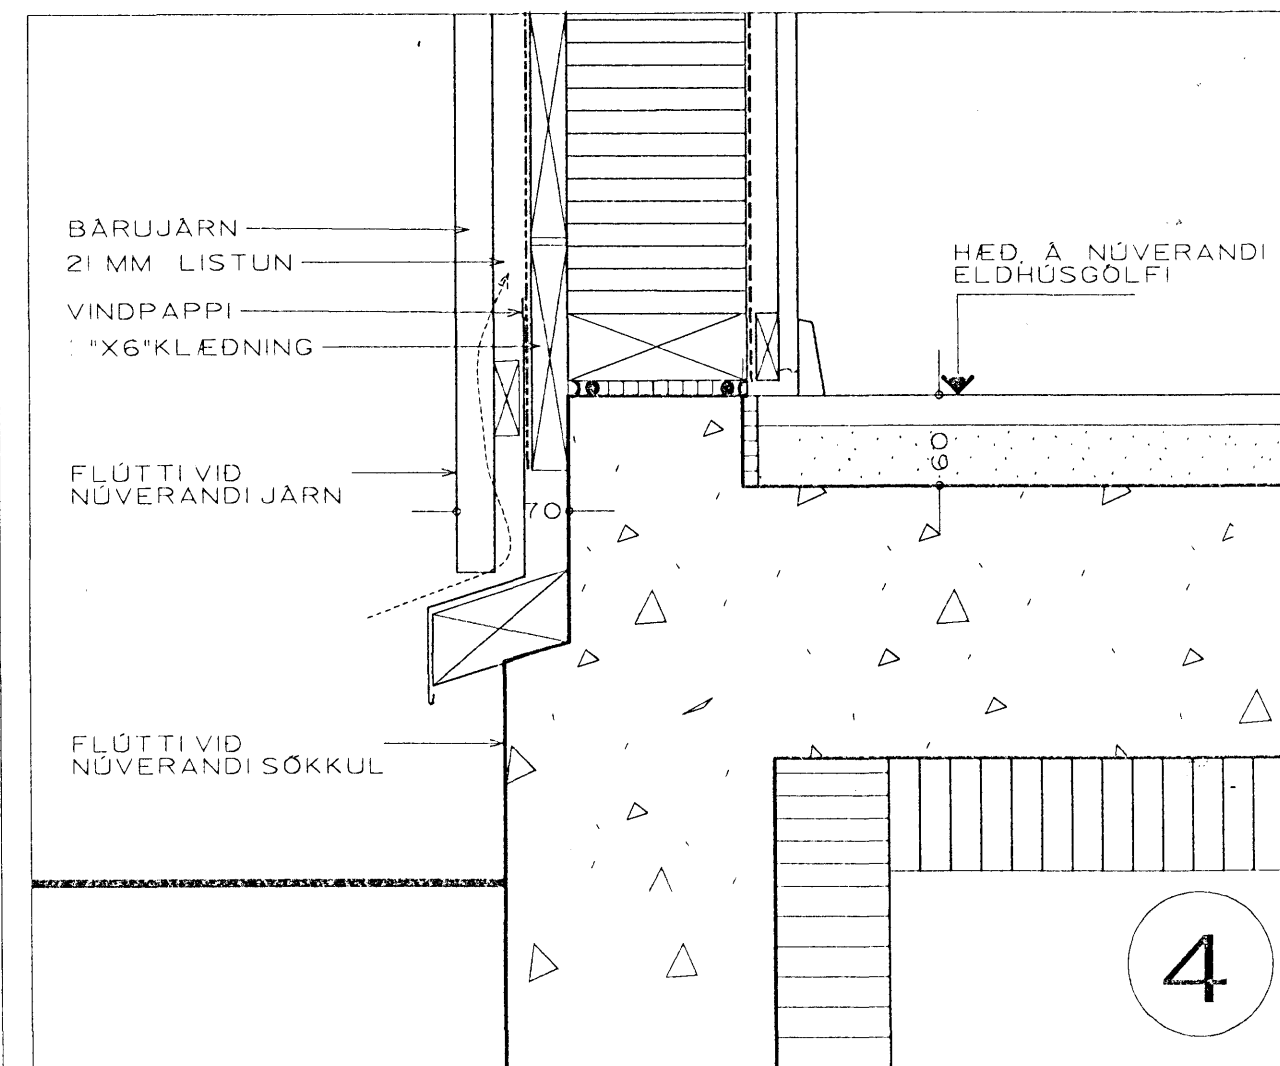 BÁRUJÁRN
21 MM LISTUN
VINDPAPPI
"X6"KLÆÐNING
FLÚTTI VIÐ
NÚVERANDI JÁRN
70
FLÚTTI VIÐ
NÚVERANDI SÖKKUL
HÆÐ. Á NÚVERANDI
ELDHÚSGÓLFI
60
4